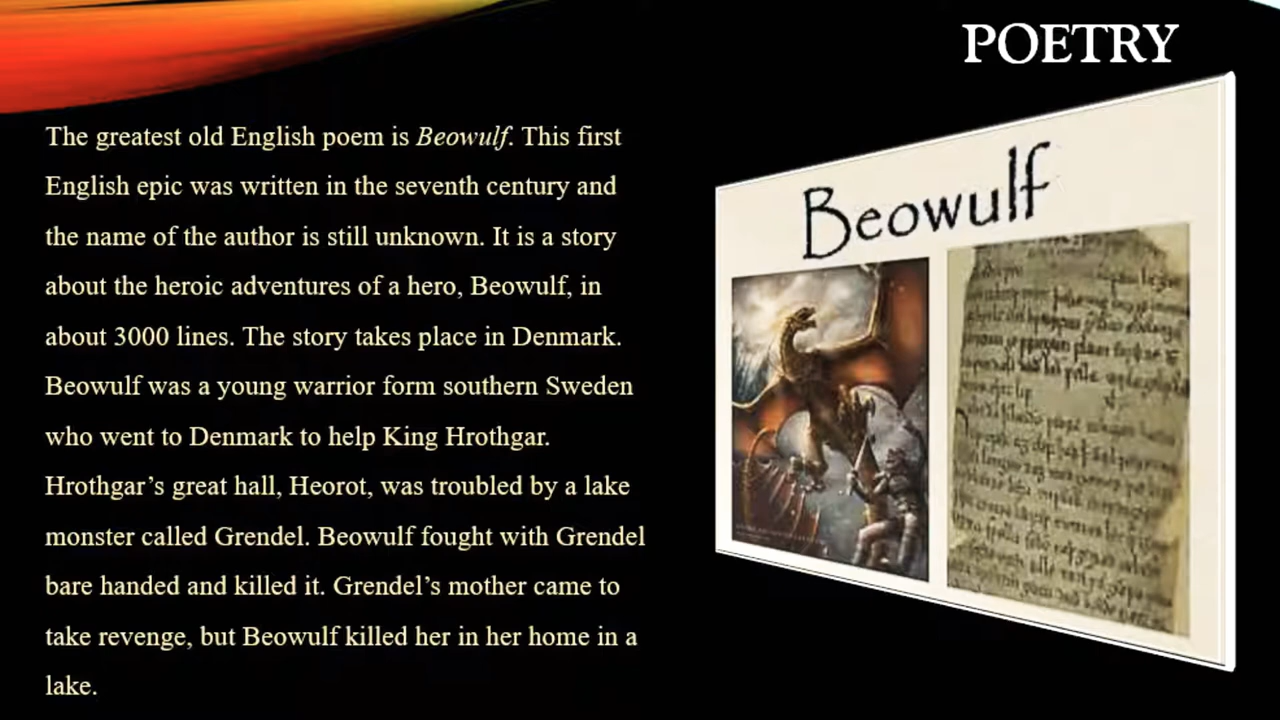 POETRY
The greatest old English poem is Beowulf. This first
English epic was written in the seventh century and
the name of the author is still unknown. It is a story
about the heroic adventures of a hero, Beowulf, in
about 3000 lines. The story takes place in Denmark.
Beowulf was a young warrior form southern Sweden
who went to Denmark to help King Hrothgar.
Hrothgar’s great hall, Heorot, was troubled by a lake
monster called Grendel. Beowulf fought with Grendel
bare handed and killed it. Grendel’s mother came to
take revenge, but Beowulf killed her in her home in a
lake.
Beowulf